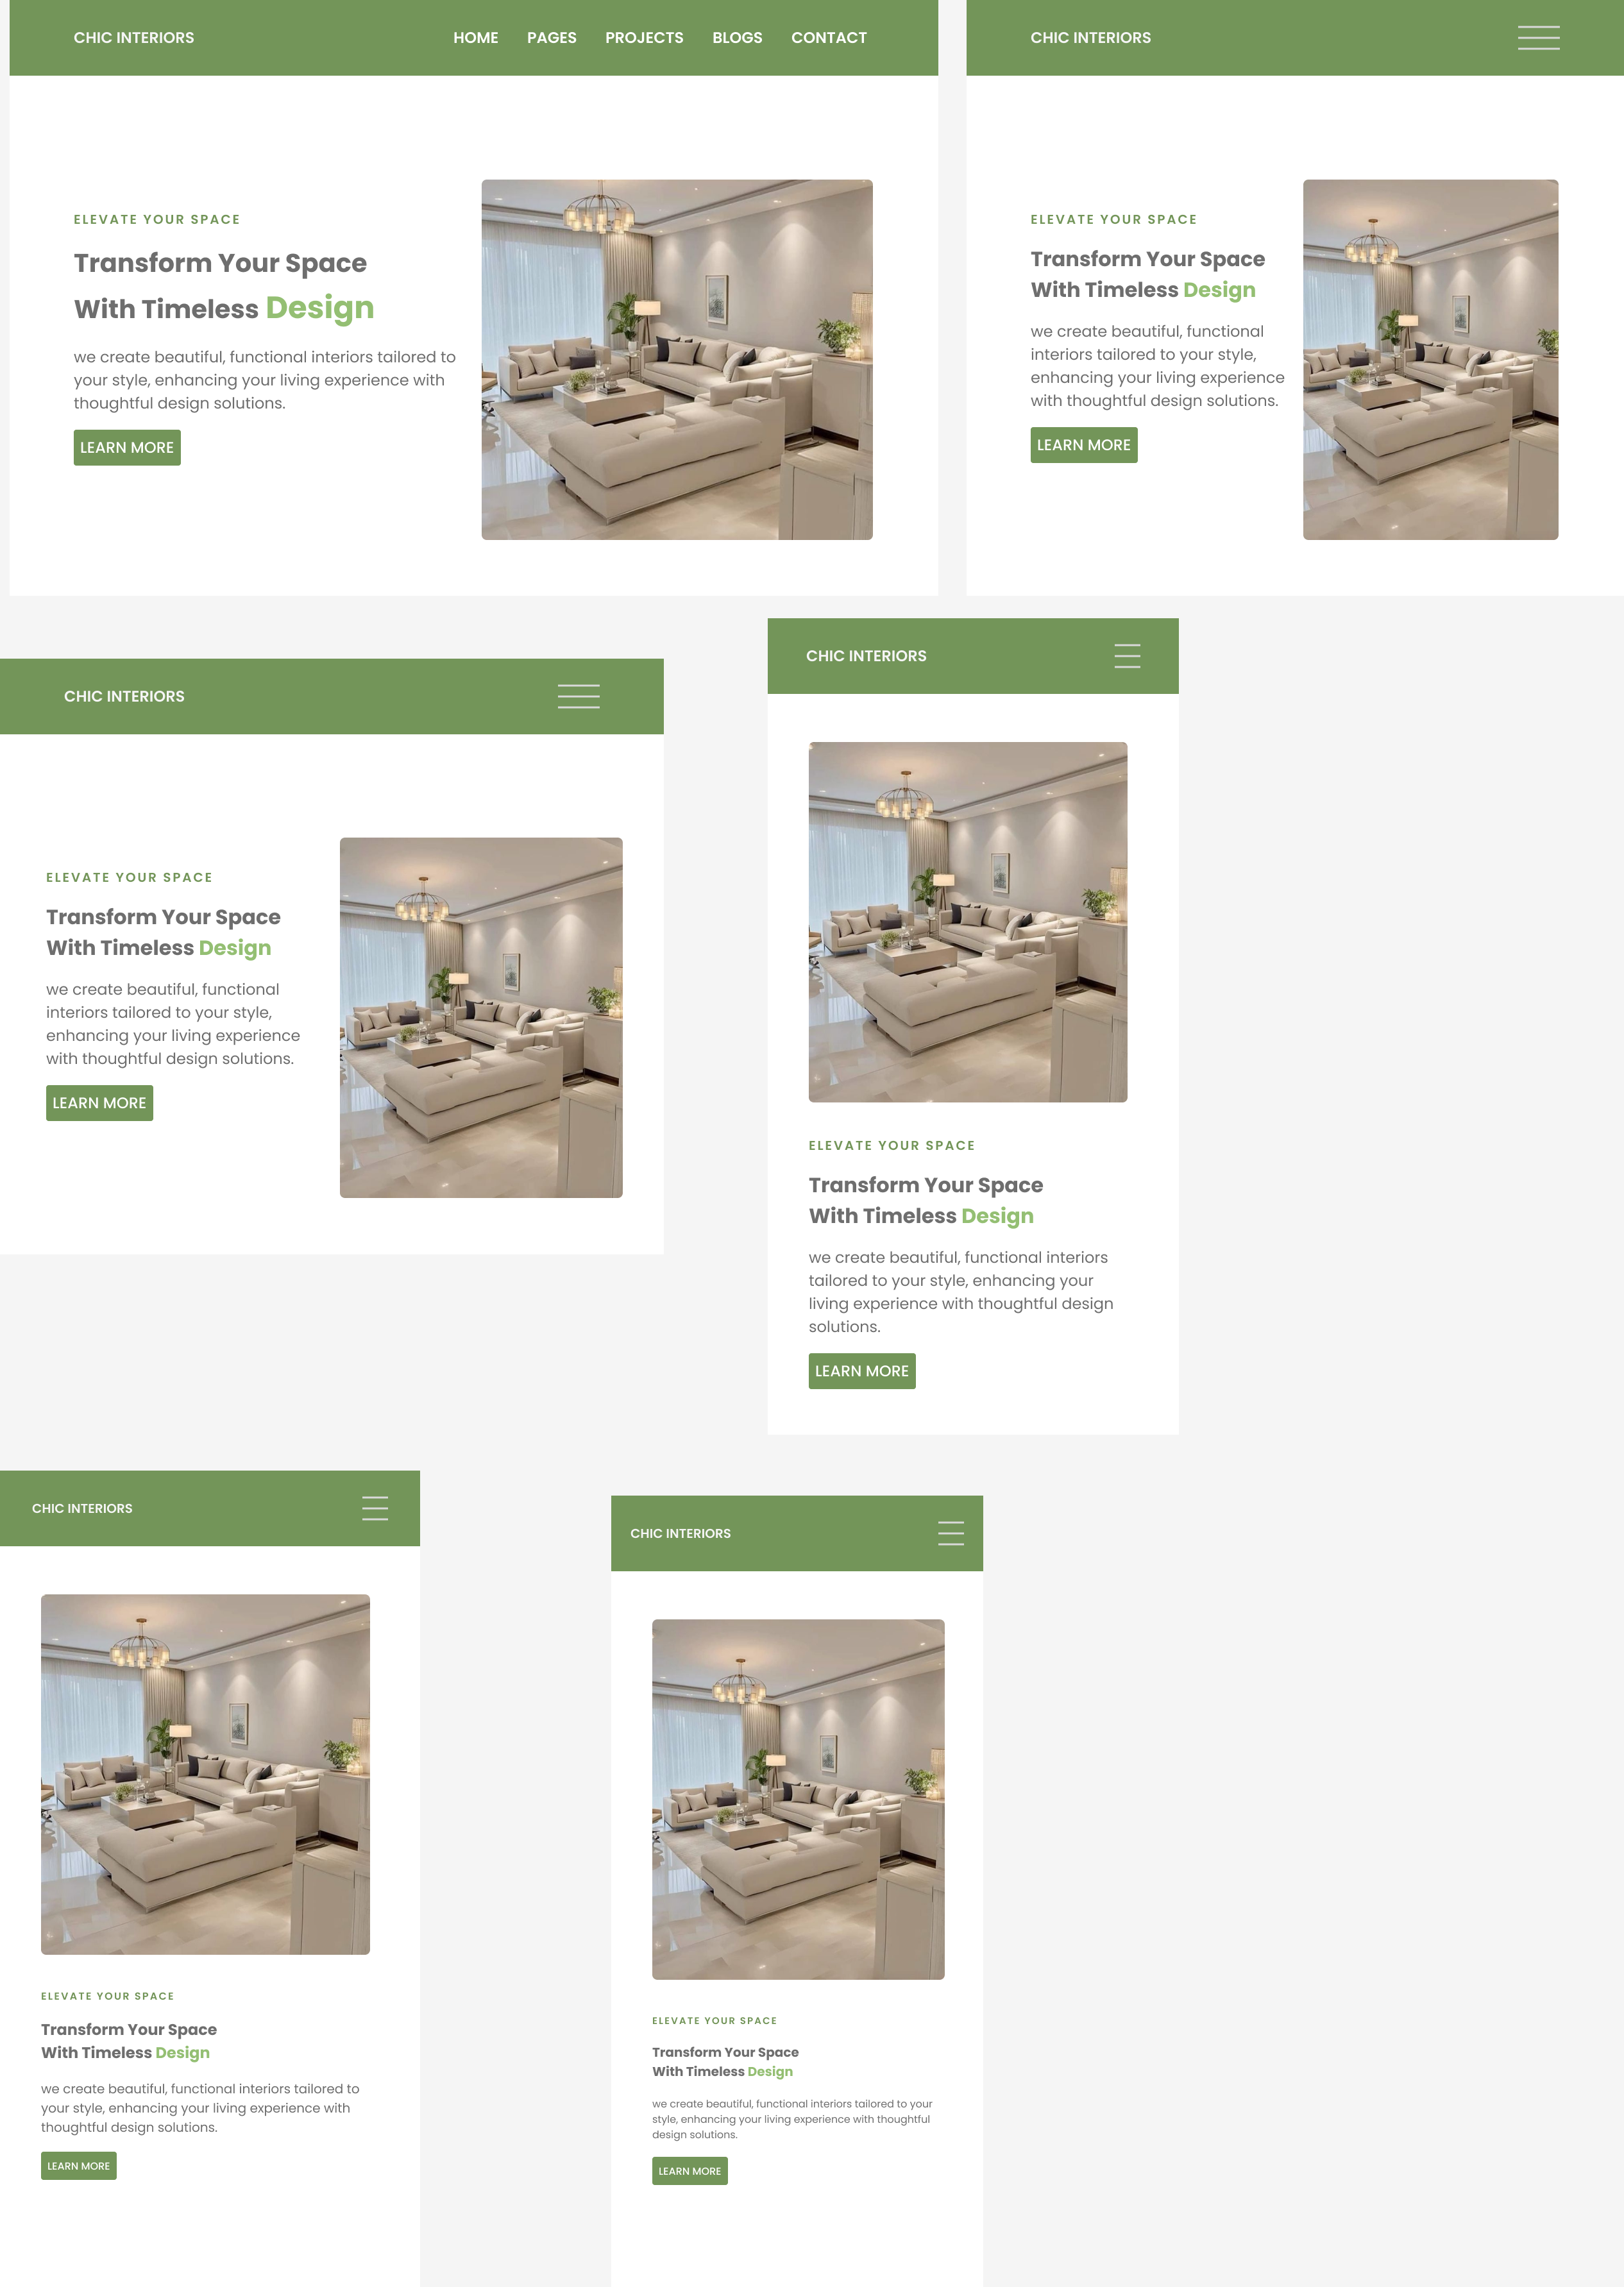 CHIC INTERIORS
HOME PAGES PROJECTS BLOGS CONTACT
ELEVATE YOUR SPACE
Transform Your Space
With Timeless Design
we create beautiful, functional interiors tailored to
your style, enhancing your living experience with
thoughtful design solutions.
LEARN MORE
CHIC INTERIORS
ELEVATE YOUR SPACE
Transform Your Space
With Timeless Design
we create beautiful, functional
interiors tailored to your style,
enhancing your living experience
with thoughtful design solutions.
LEARN MORE
CHIC INTERIORS
ELEVATE YOUR SPACE
Transform Your Space
With Timeless Design
we create beautiful, functional
interiors tailored to your style,
enhancing your living experience
with thoughtful design solutions.
LEARN MORE
CHIC INTERIORS
ELEVATE YOUR SPACE
Transform Your Space
With Timeless Design
we create beautiful, functional interiors
tailored to your style, enhancing your
living experience with thoughtful design
solutions.
LEARN MORE
CHIC INTERIORS
ELEVATE YOUR SPACE
Transform Your Space
With Timeless Design
we create beautiful, functional interiors tailored to
your style, enhancing your living experience with
thoughtful design solutions.
LEARN MORE
CHIC INTERIORS
ELEVATE YOUR SPACE
Transform Your Space
With Timeless Design
we create beautiful, functional interiors tailored to your
style, enhancing your living experience with thoughtful
design solutions.
LEARN MORE